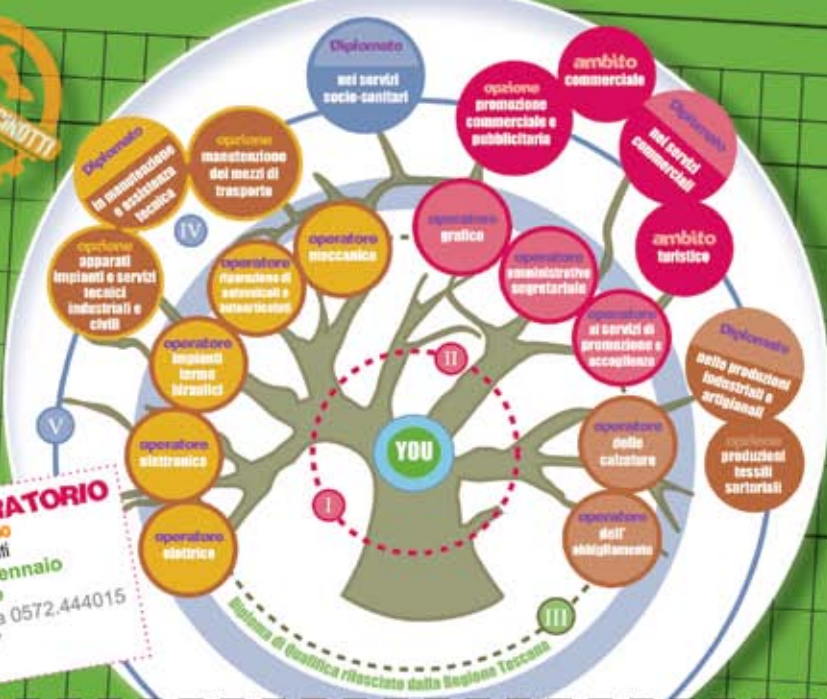 CINOTTI
Diplomato
nei servizi
socio-sanitari
opzione
promozione
commerciale e
pubblicitaria
ambito
commerciale
Diplomato
nei servizi
commerciali
ambito
turistico
Diplomato
in manutenzione
e assistenza
tecnica
opzione
manutenzione
dei mezzi di
trasporto
opzione
apparati
impianti e servizi
tecnici
industriali e
civili
IV
operatore
riparazione di
autoveicoli e
autoarticolati
operatore
meccanico
operatore
grafico
operatore
amministrativo
segretariale
operatore
ai servizi di
promozione e
accoglienza
operatore
impianti
termo
idraulici
operatore
elettronico
operatore
elettrico
II
YOU
I
V
operatore
delle
calzature
operatore
dell'
abbigliamento
Diplomato
nelle produzioni
industriali e
artigianali
opzione
produzioni
tessili
sartoriali
III
Diploma di Qualifica rilasciato dalla Regione Toscana
RATORIO
ennaio
0572.444015